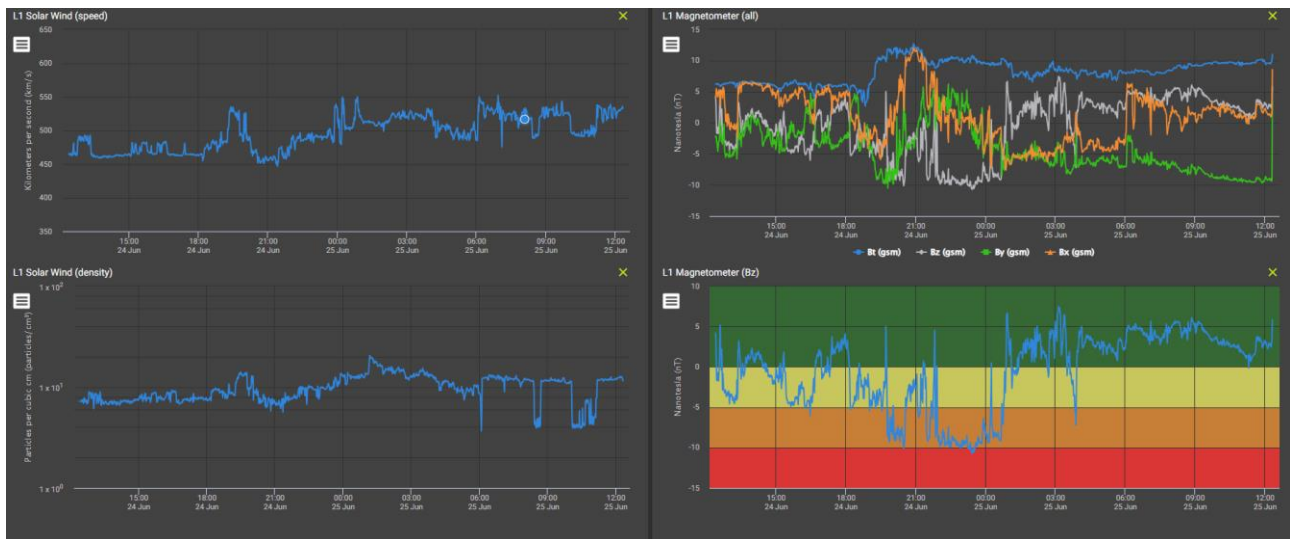 L1 Solar Wind (speed)
650
600
550
500
450
400
350
Kilometers per second (km/s)
15:00
24 Jun
18:00
24 Jun
21:00
24 Jun
00:00
25 Jun
03:00
25 Jun
06:00
25 Jun
09:00
25 Jun
12:00
25 Jun
L1 Magnetometer (all)
15
10
5
0
-5
-10
-15
Nanotesla (nT)
15:00
24 Jun
18:00
24 Jun
21:00
24 Jun
00:00
25 Jun
03:00
25 Jun
06:00
25 Jun
09:00
25 Jun
12:00
25 Jun
Bt (gsm) Bz (gsm) By (gsm) Bx (gsm)
L1 Solar Wind (density)
1 x 10²
1 x 10¹
1 x 10⁰
Particles per cubic cm (particles/cm³)
15:00
24 Jun
18:00
24 Jun
21:00
24 Jun
00:00
25 Jun
03:00
25 Jun
06:00
25 Jun
09:00
25 Jun
12:00
25 Jun
L1 Magnetometer (Bz)
10
5
0
-5
-10
-15
Nanotesla (nT)
15:00
24 Jun
18:00
24 Jun
21:00
24 Jun
00:00
25 Jun
03:00
25 Jun
06:00
25 Jun
09:00
25 Jun
12:00
25 Jun